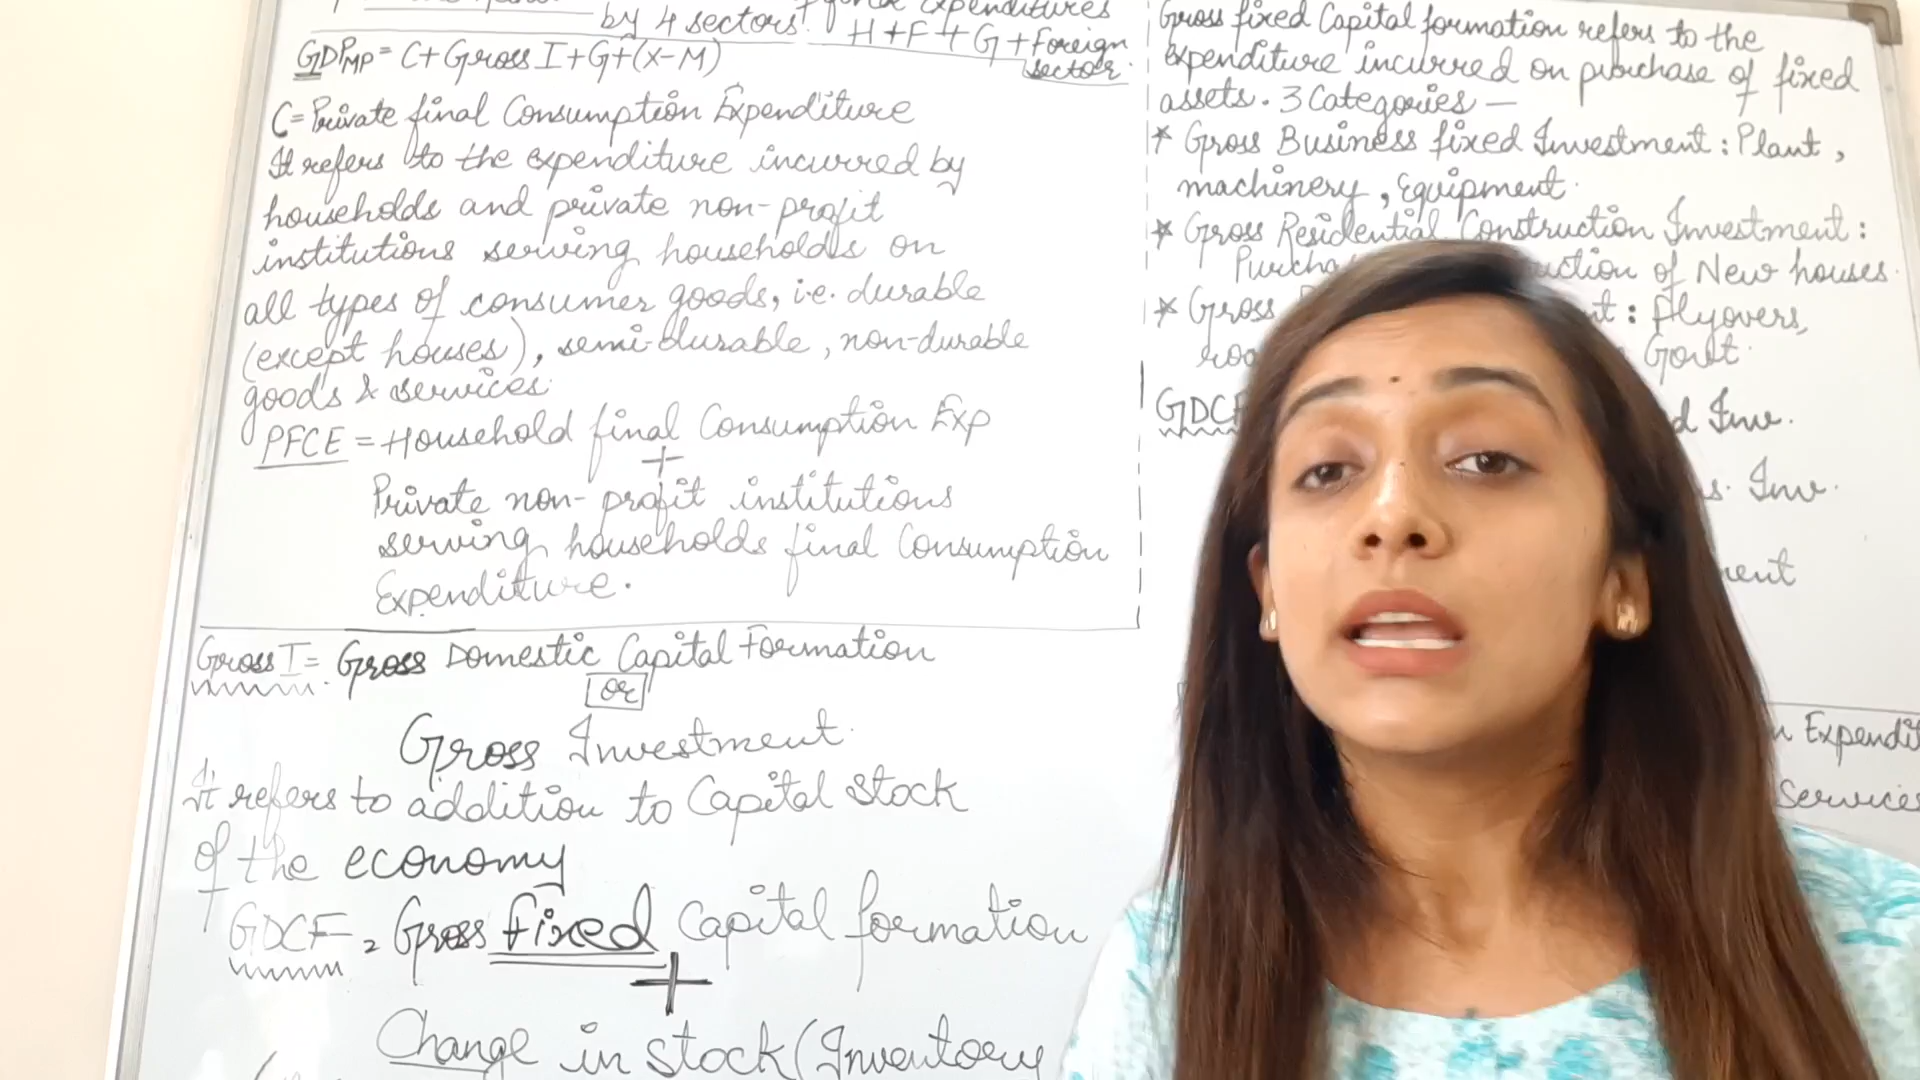 by 4 sectors!
H+F+G+Foreign
sector.
GDPMP = C+Gross I+G+(X-M)
C=Private final Consumption Expenditure
It refers to the expenditure incurred by
households and private non-profit
institutions serving households on
all types of consumer goods, i.e. durable
(except houses), semi-durable, non-durable
goods & services.
PFCE = Household final Consumption Exp
+
Private non-profit institutions
serving households final Consumption
Expenditure.
Gross I = Gross Domestic Capital Formation
or
Gross Investment.
It refers to addition to Capital stock
of the economy
GDCF = Gross fixed Capital formation
+
Change in stock (Inventory
Gross fixed Capital formation refers to the
expenditure incurred on purchase of fixed
assets. 3 Categories —
* Gross Business fixed Investment: Plant,
machinery, Equipment.
* Gross Residential Construction Investment:
of New houses.
* Gross : Flyovers,
Govt.
Inv.
Inv.
Services